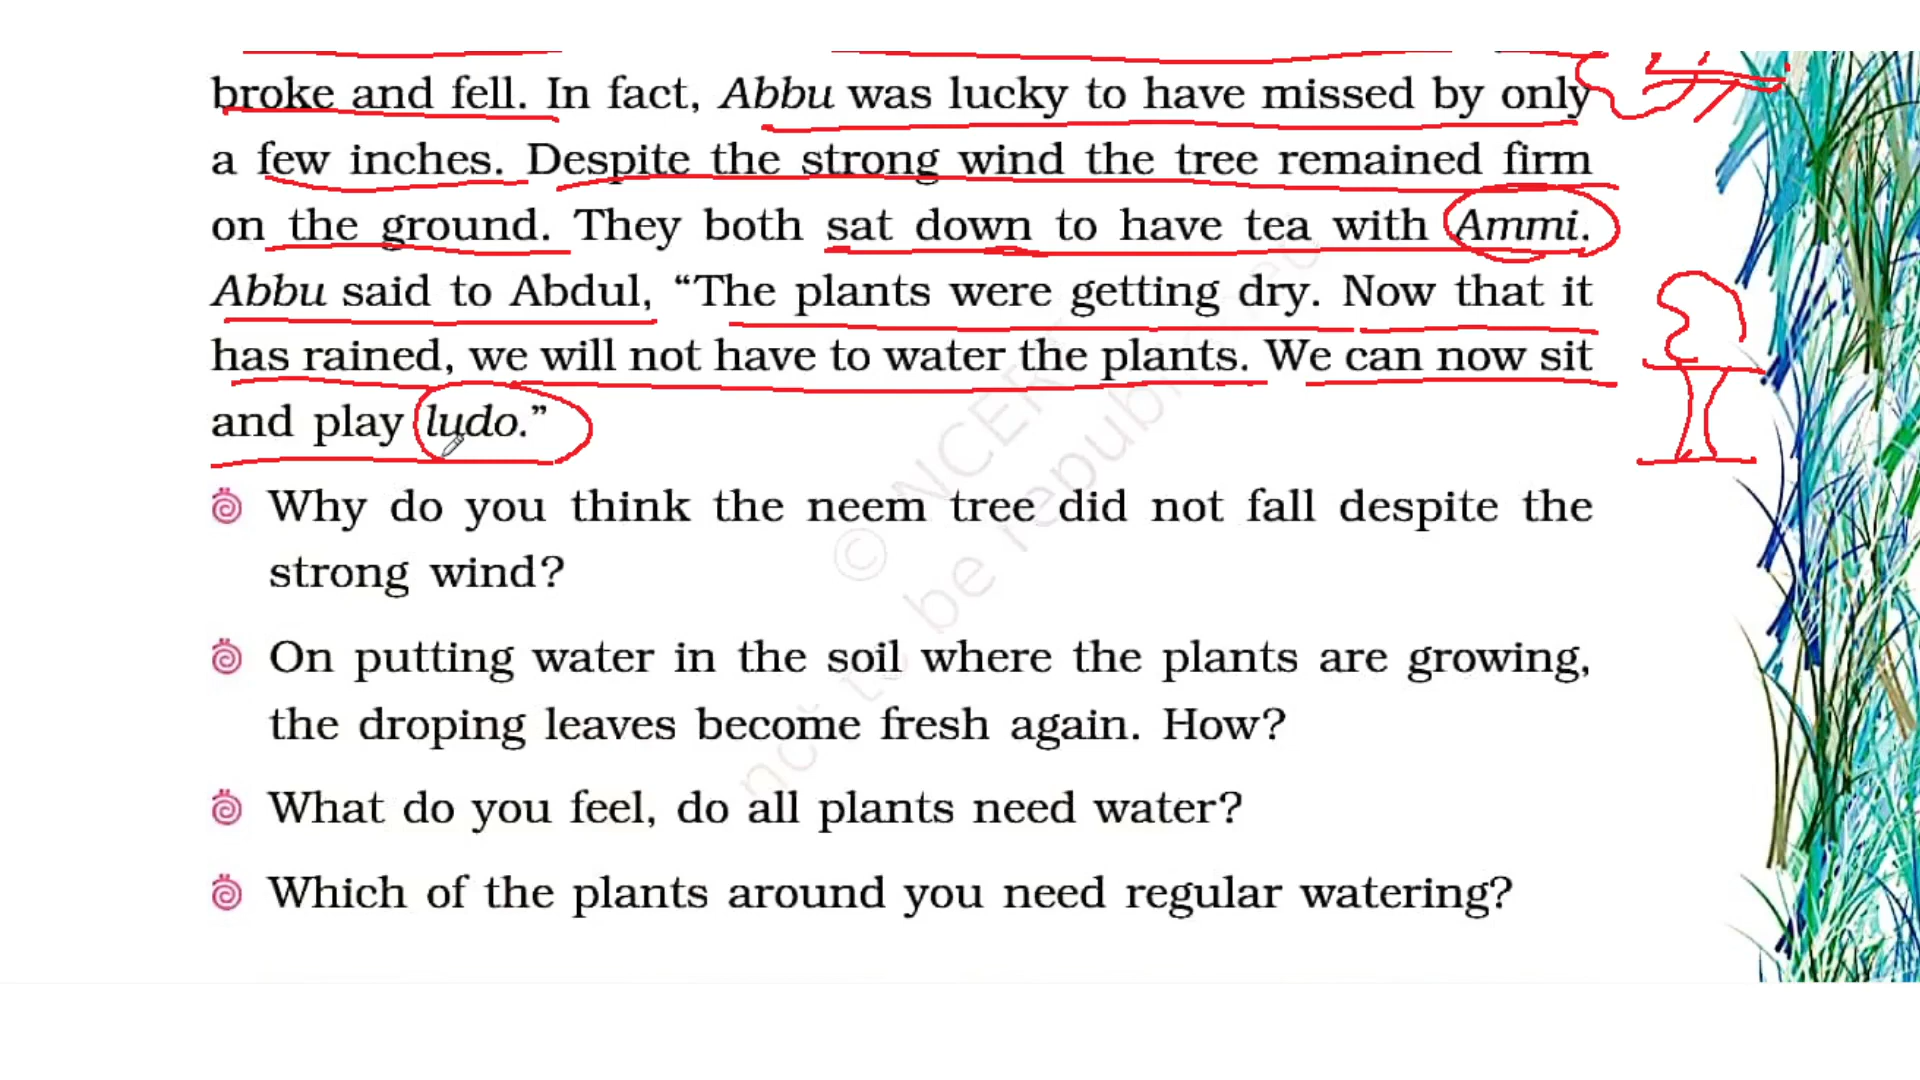 broke and fell. In fact, Abbu was lucky to have missed by only
a few inches. Despite the strong wind the tree remained firm
on the ground. They both sat down to have tea with Ammi.
Abbu said to Abdul, “The plants were getting dry. Now that it
has rained, we will not have to water the plants. We can now sit
and play ludo.”
Why do you think the neem tree did not fall despite the
strong wind?
On putting water in the soil where the plants are growing,
the droping leaves become fresh again. How?
What do you feel, do all plants need water?
Which of the plants around you need regular watering?
© NCER
not to be republi